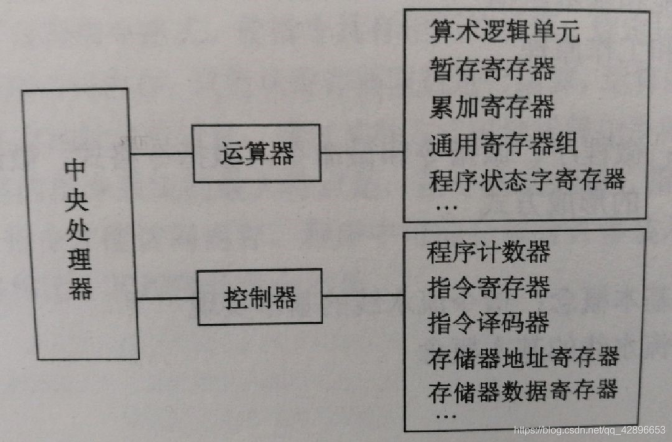 中央处理器
运算器
算术逻辑单元
暂存寄存器
累加寄存器
通用寄存器组
程序状态字寄存器
…
控制器
程序计数器
指令寄存器
指令译码器
存储器地址寄存器
存储器数据寄存器
…
https://blog.csdn.net/qq_42896653